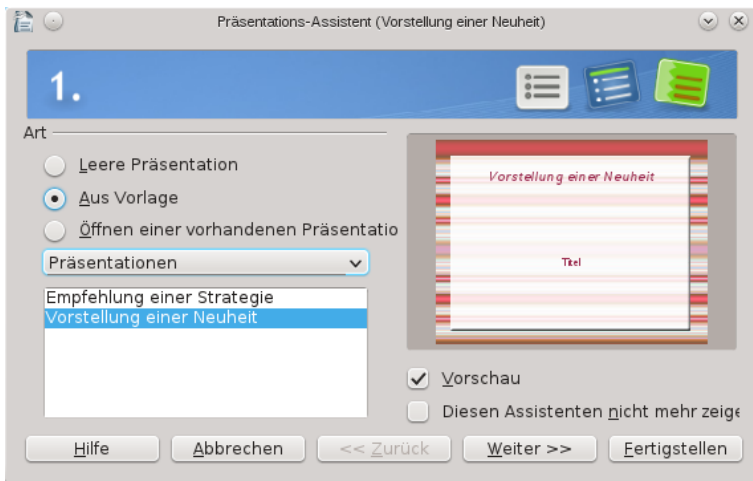 Präsentations-Assistent (Vorstellung einer Neuheit)
1.
Art
Leere Präsentation
Aus Vorlage
Öffnen einer vorhandenen Präsentatio
Präsentationen
Empfehlung einer Strategie
Vorstellung einer Neuheit
Vorstellung einer Neuheit
Titel
Vorschau
Diesen Assistenten nicht mehr zeige
Hilfe
Abbrechen
<< Zurück
Weiter >>
Fertigstellen